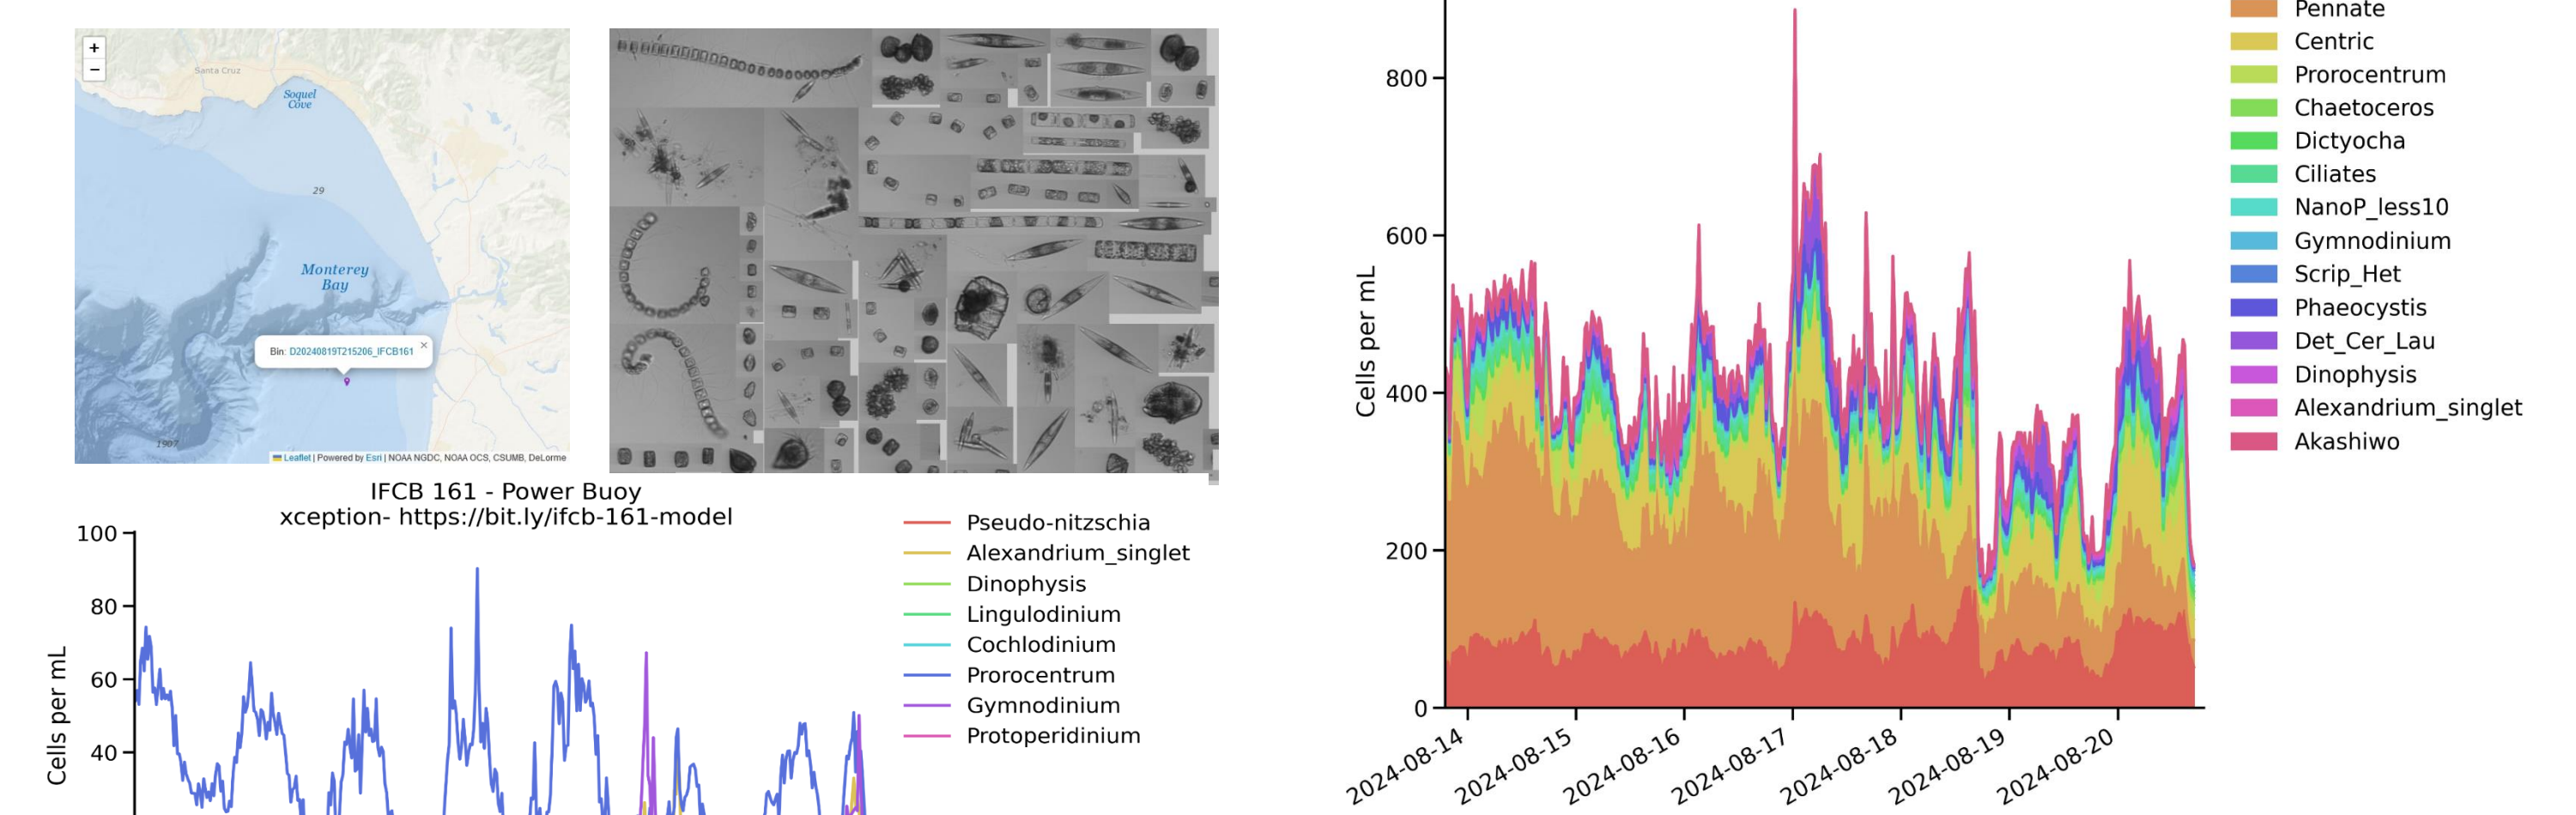 +
−
Santa Cruz
Soquel
Cove
29
Monterey
Bay
Bin: D20240819T215206_IFCB161 ×
1907
Leaflet | Powered by Esri | NOAA NGDC, NOAA OCS, CSUMB, DeLorme
IFCB 161 - Power Buoy
xception- https://bit.ly/ifcb-161-model
100
80
60
40
Cells per mL
Pseudo-nitzschia
Alexandrium_singlet
Dinophysis
Lingulodinium
Cochlodinium
Prorocentrum
Gymnodinium
Protoperidinium
800
600
400
200
0
Cells per mL
2024-08-14
2024-08-15
2024-08-16
2024-08-17
2024-08-18
2024-08-19
2024-08-20
Pennate
Centric
Prorocentrum
Chaetoceros
Dictyocha
Ciliates
NanoP_less10
Gymnodinium
Scrip_Het
Phaeocystis
Det_Cer_Lau
Dinophysis
Alexandrium_singlet
Akashiwo